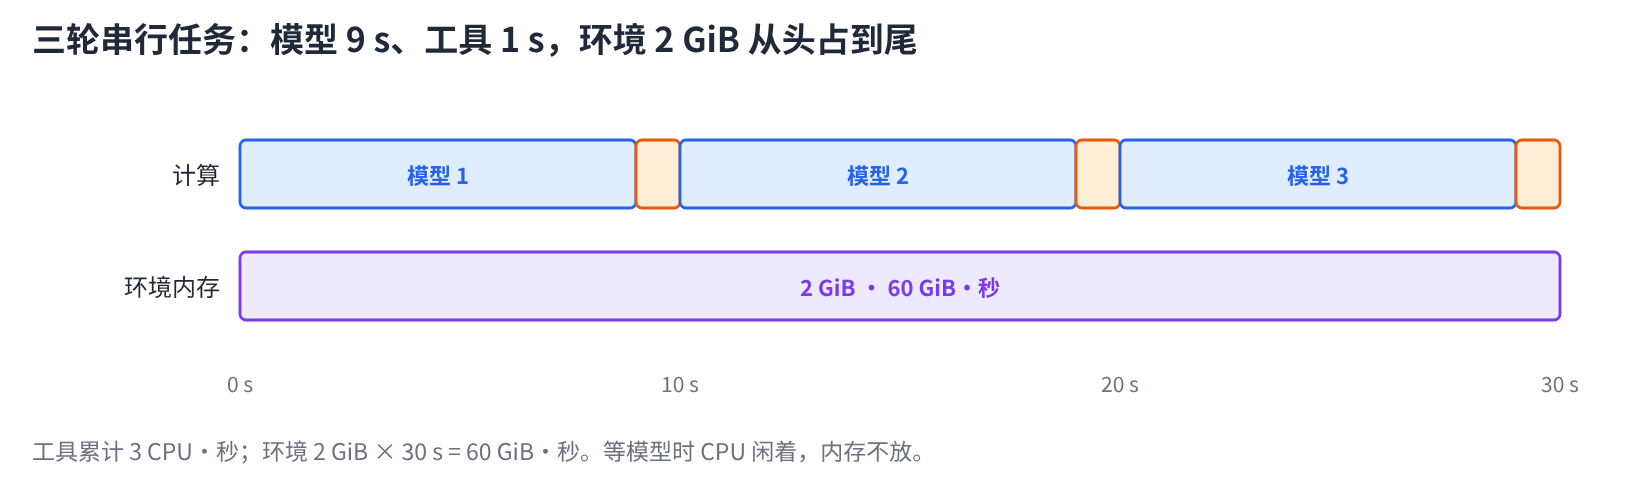 三轮串行任务：模型 9 s、工具 1 s，环境 2 GiB 从头占到尾
计算
模型 1
模型 2
模型 3
环境内存
2 GiB · 60 GiB·秒
0 s
10 s
20 s
30 s
工具累计 3 CPU·秒；环境 2 GiB × 30 s = 60 GiB·秒。等模型时 CPU 闲着，内存不放。